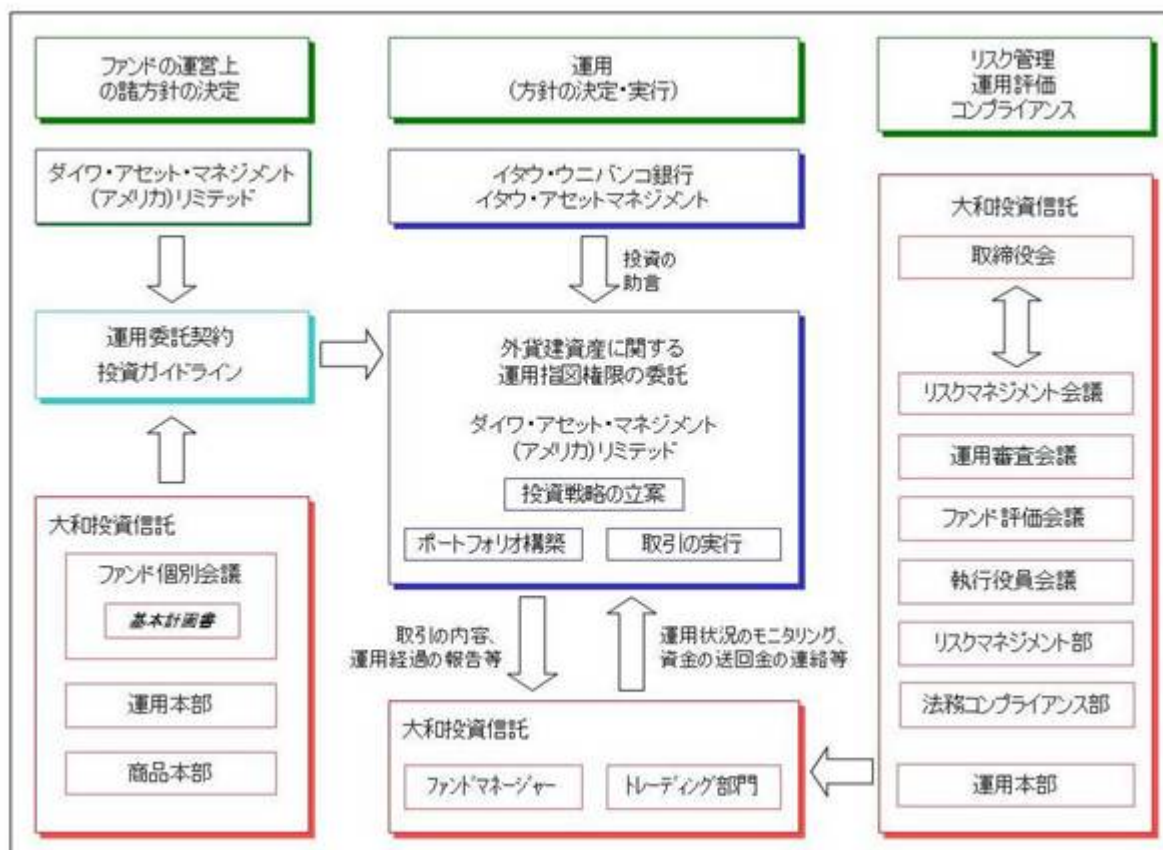 ファンドの運営上
の諸方針の決定
運用
(方針の決定・実行)
リスク管理
運用評価
コンプライアンス
ダイワ・アセット・マネジメント
(アメリカ)リミテッド
イタウ・ウニバンコ銀行
イタウ・アセットマネジメント
投資の
助言
運用委託契約
投資ガイドライン
外貨建資産に関する
運用指図権限の委託
ダイワ・アセット・マネジメント
(アメリカ)リミテッド
投資戦略の立案
ポートフォリオ構築
取引の実行
大和投資信託
ファンド個別会議
基本計画書
運用本部
商品本部
取引の内容、
運用経過の報告等
運用状況のモニタリング、
資金の送回金の連絡等
大和投資信託
ファンドマネージャー
トレーディング部門
大和投資信託
取締役会
リスクマネジメント会議
運用審査会議
ファンド評価会議
執行役員会議
リスクマネジメント部
法務コンプライアンス部
運用本部